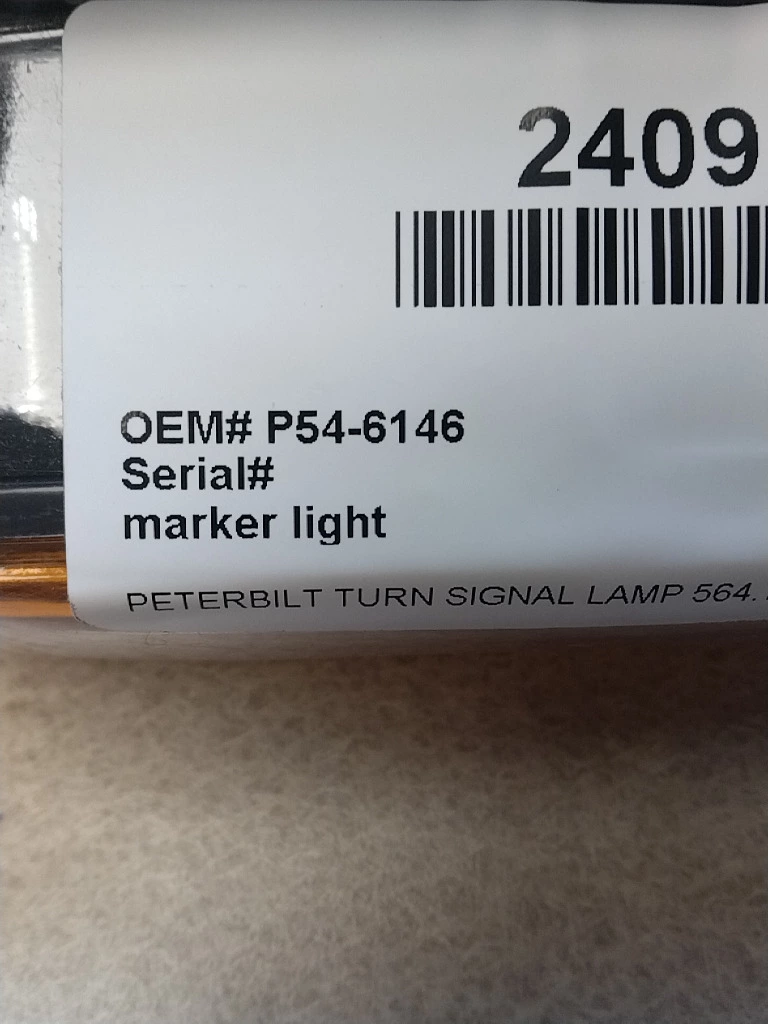 2409
OEM# P54-6146
Serial#
marker light
PETERBILT TURN SIGNAL LAMP 564.